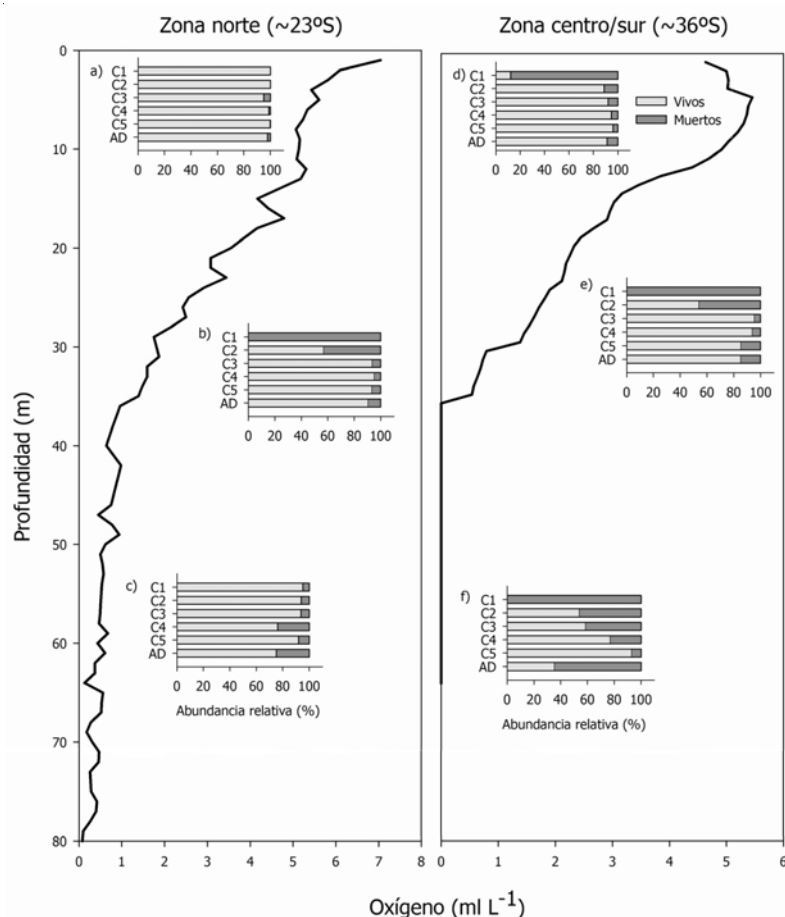 Zona norte (~23ºS)
Zona centro/sur (~36ºS)
Profundidad (m)
0
10
20
30
40
50
60
70
80
a)
C1
C2
C3
C4
C5
AD
0 20 40 60 80 100
b)
C1
C2
C3
C4
C5
AD
0 20 40 60 80 100
c)
C1
C2
C3
C4
C5
AD
0 20 40 60 80 100
Abundancia relativa (%)
0 1 2 3 4 5 6 7 8
d)
C1
C2
C3
C4
C5
AD
0 20 40 60 80 100
Vivos
Muertos
e)
C1
C2
C3
C4
C5
AD
0 20 40 60 80 100
f)
C1
C2
C3
C4
C5
AD
0 20 40 60 80 100
Abundancia relativa (%)
0 1 2 3 4 5 6
Oxígeno (ml L-1)